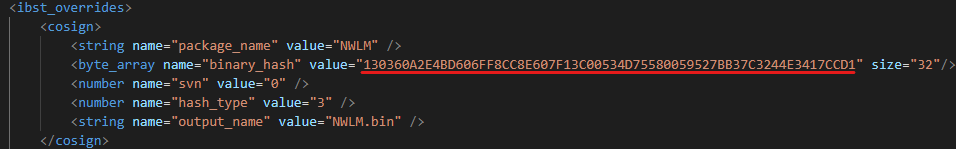 <ibst_overrides>
<cosign>
<string name="package_name" value="NWLM" />
<byte_array name="binary_hash" value="130360A2E4BD606FF8CC8E607F13C00534D75580059527BB37C3244E3417CCD1" size="32"/>
<number name="svn" value="0" />
<number name="hash_type" value="3" />
<string name="output_name" value="NWLM.bin" />
</cosign>